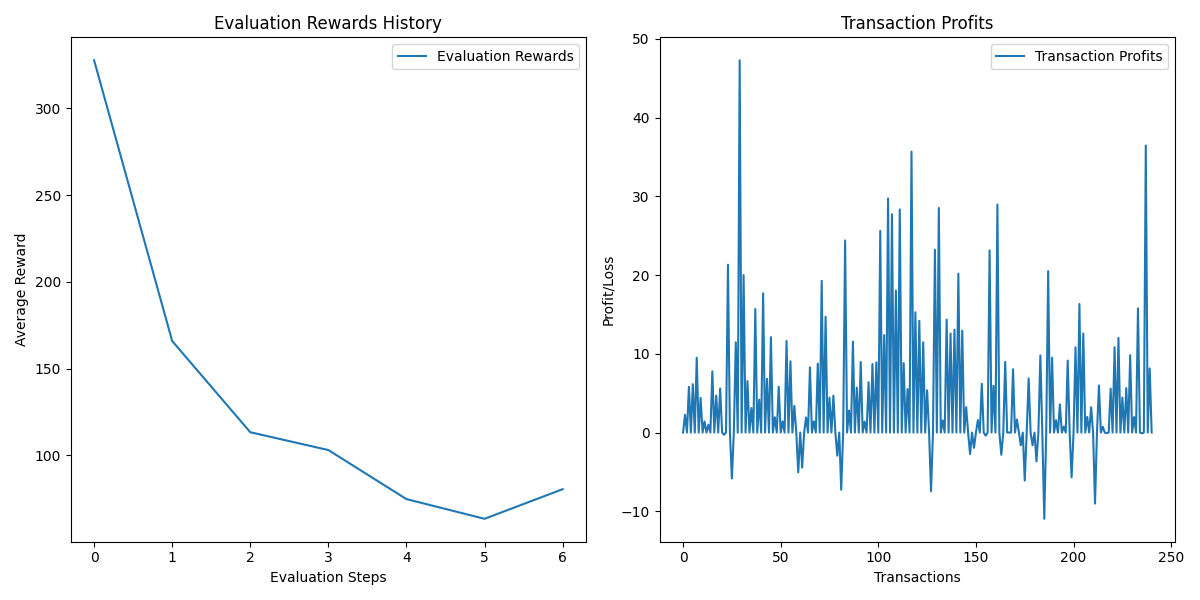 Evaluation Rewards History
Evaluation Rewards
300
250
200
150
100
0 1 2 3 4 5 6
Average Reward
Evaluation Steps
Transaction Profits
Transaction Profits
50
40
30
20
10
0
−10
0 50 100 150 200 250
Profit/Loss
Transactions